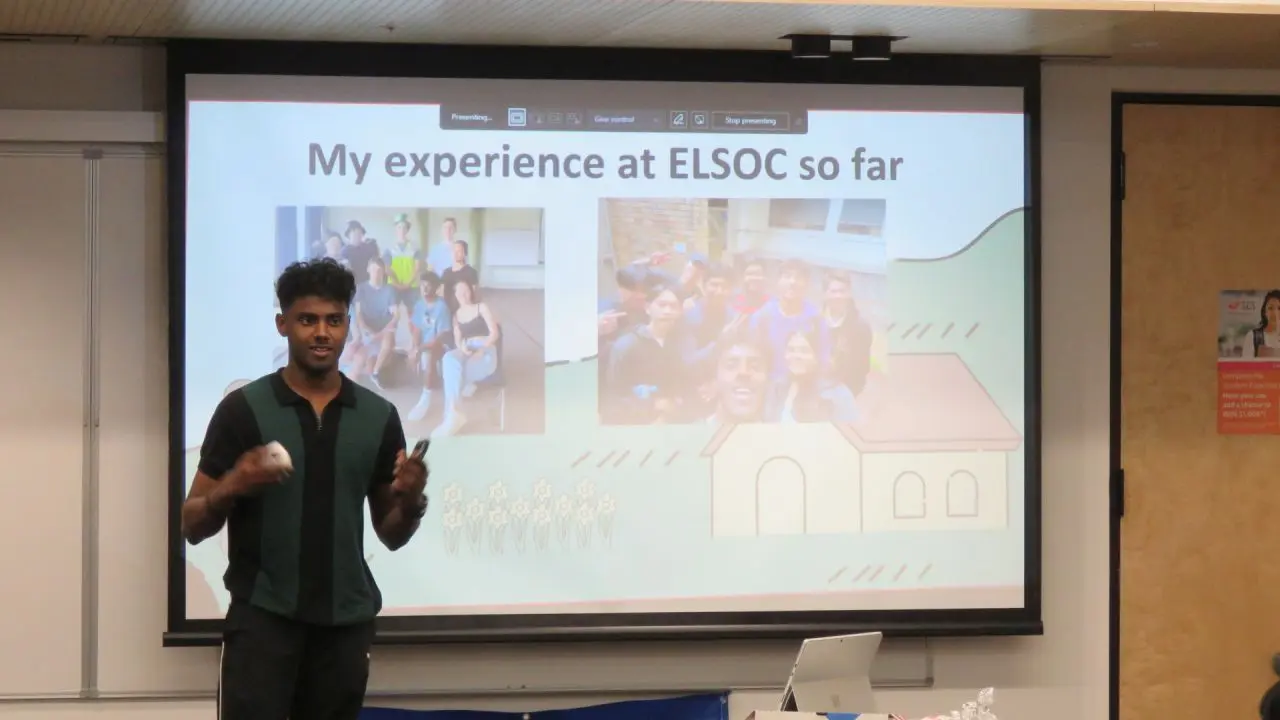 Presenting...
Give control
Stop presenting
My experience at ELSOC so far